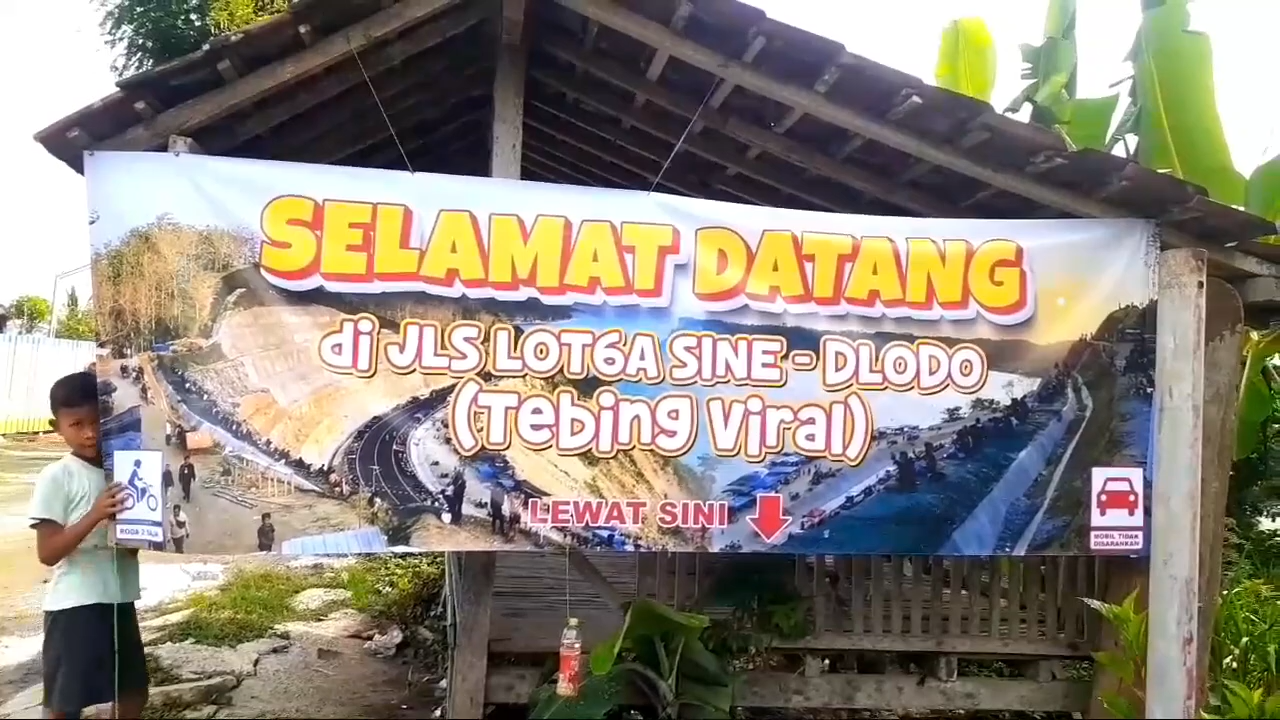 SELAMAT DATANG
di JLS LOT6A SINE - DLODO
(Tebing Viral)
LEWAT SINI
RODA 2 SAJA
MOBIL TIDAK
DISARANKAN